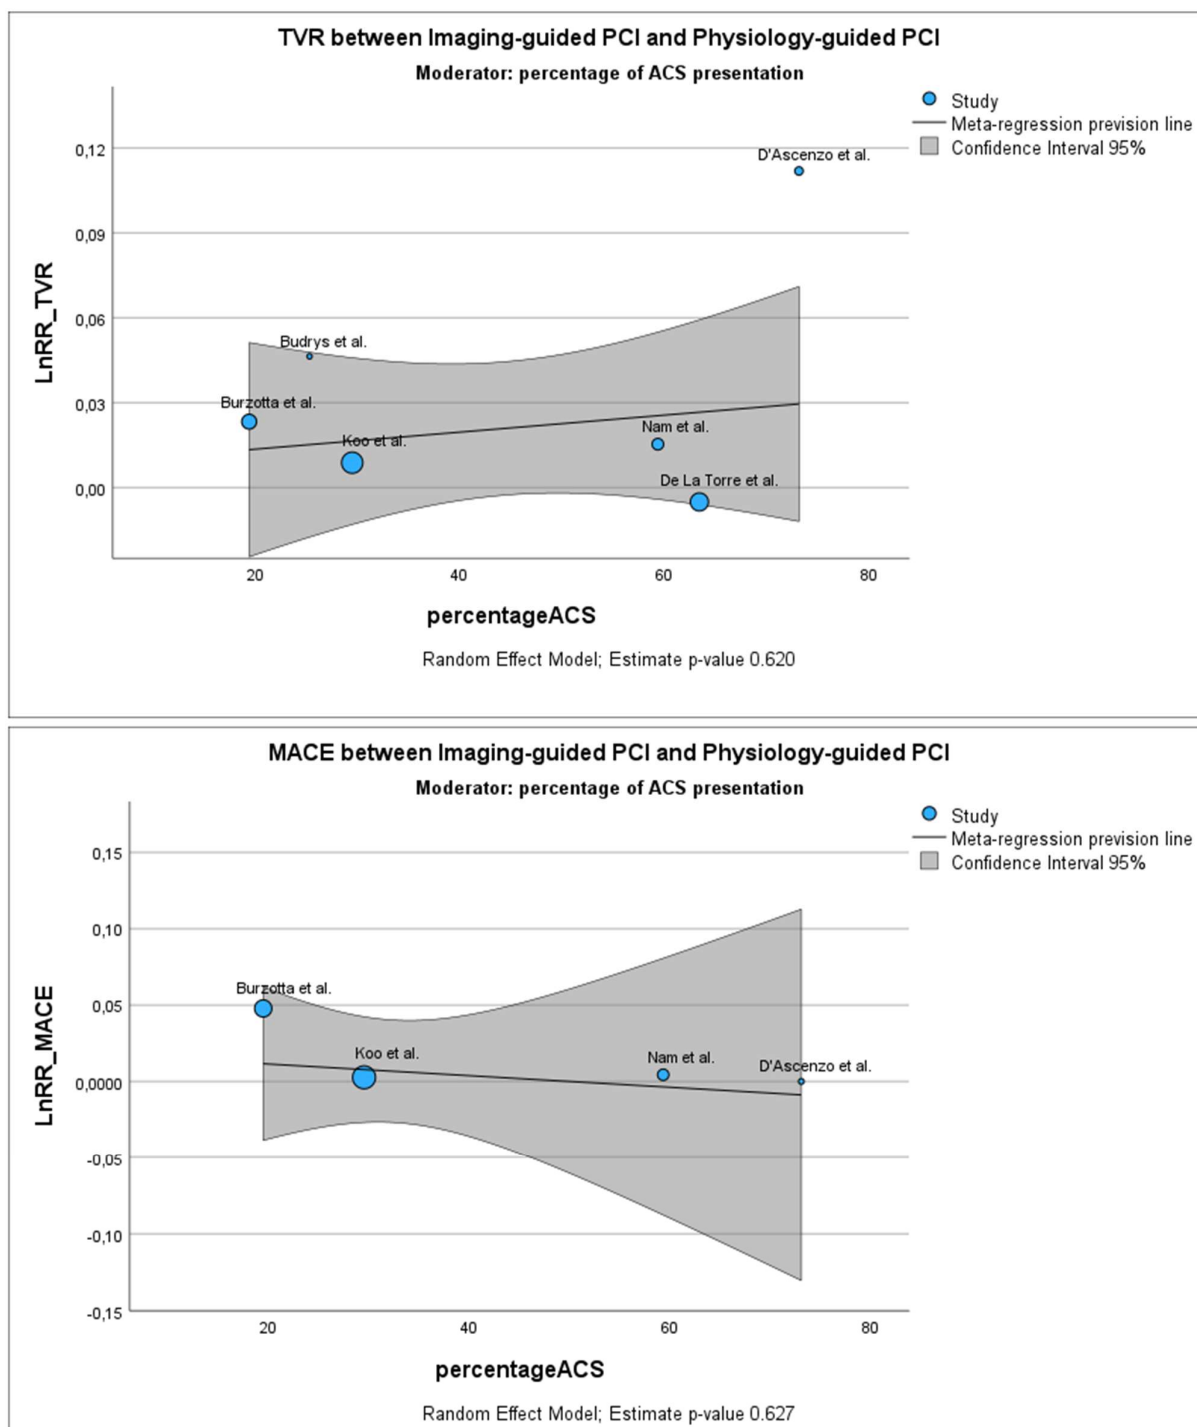 TVR between Imaging-guided PCI and Physiology-guided PCI
Moderator: percentage of ACS presentation
Study
Meta-regression prevision line
Confidence Interval 95%
LnRR_TVR
0,12
0,09
0,06
0,03
0,00
D'Ascenzo et al.
Budrys et al.
Burzotta et al.
Koo et al.
Nam et al.
De La Torre et al.
20 40 60 80
percentageACS
Random Effect Model; Estimate p-value 0.620
MACE between Imaging-guided PCI and Physiology-guided PCI
Moderator: percentage of ACS presentation
Study
Meta-regression prevision line
Confidence Interval 95%
LnRR_MACE
0,15
0,10
0,05
0,0000
-0,05
-0,10
-0,15
Burzotta et al.
Koo et al.
Nam et al.
D'Ascenzo et al.
20 40 60 80
percentageACS
Random Effect Model; Estimate p-value 0.627